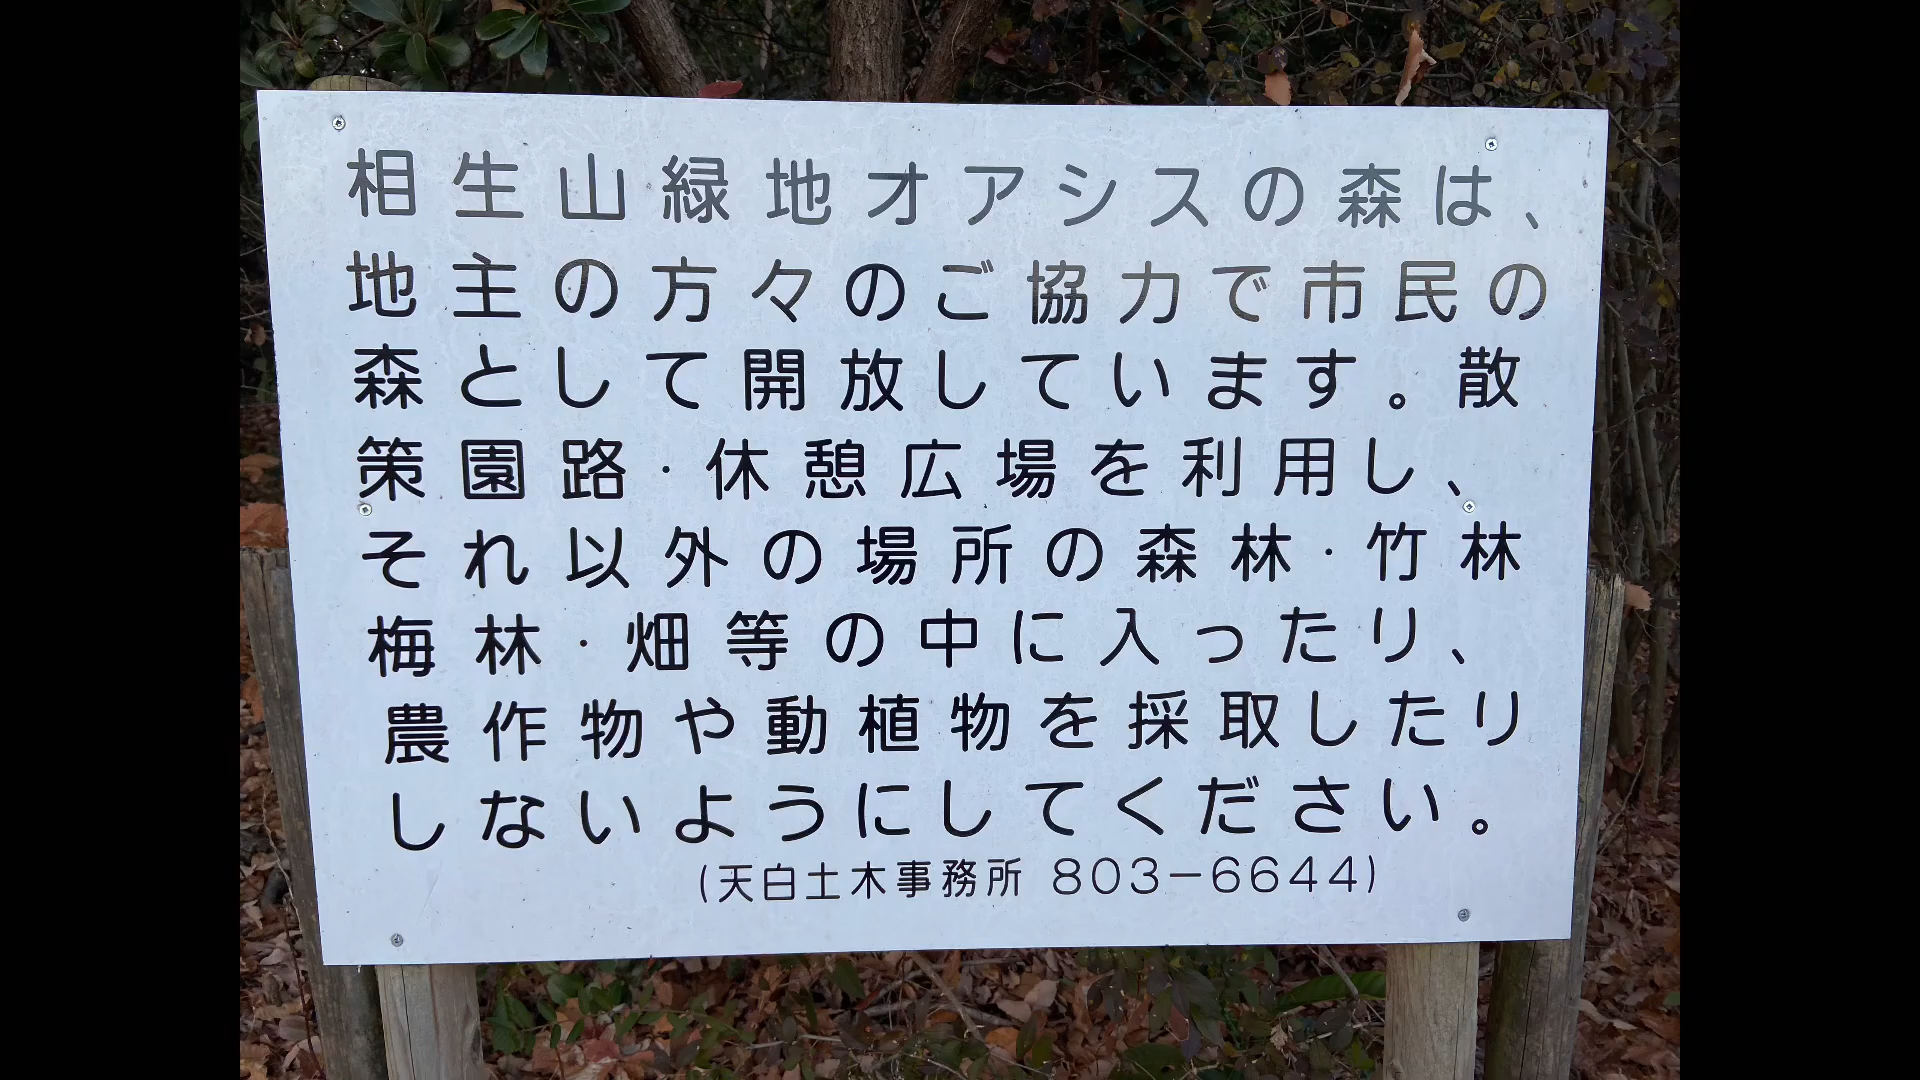 相生山緑地オアシスの森は、
地主の方々のご協力で市民の
森として開放しています。散
策園路・休憩広場を利用し、
それ以外の場所の森林・竹林
梅林・畑等の中に入ったり、
農作物や動植物を採取したり
しないようにしてください。
(天白土木事務所 803-6644)